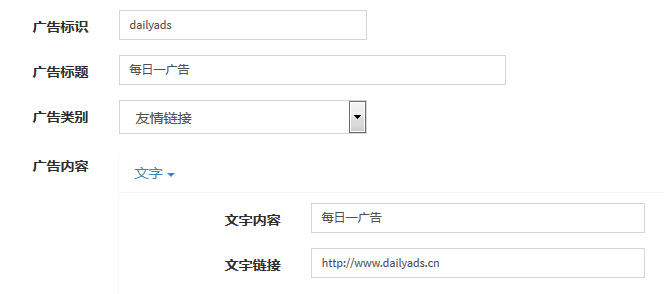 广告标识 dailyads
广告标题 每日一广告
广告类别 友情链接
广告内容 文字
文字内容 每日一广告
文字链接 http://www.dailyads.cn